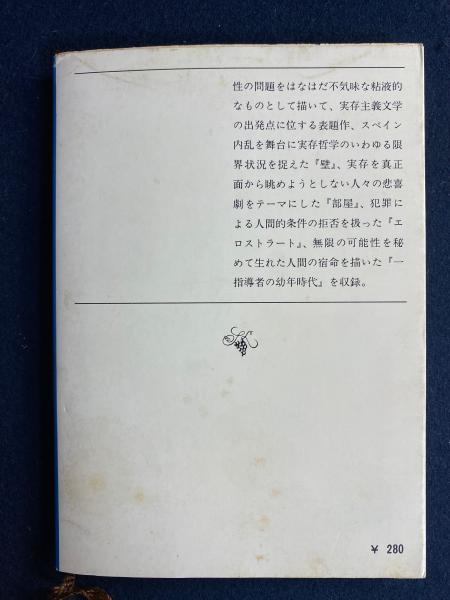 性の問題をはなはだ不気味な粘液的
なものとして描いて、実存主義文学
の出発点に位する表題作、スペイン
内乱を舞台に実存哲学のいわゆる限
界状況を捉えた『壁』、実存を真正
面から眺めようとしない人々の悲喜
劇をテーマにした『部屋』、犯罪に
よる人間的条件の拒否を扱った『エ
ロストラート』、無限の可能性を秘
めて生れた人間の宿命を描いた『一
指導者の幼年時代』を収録。
¥ 280